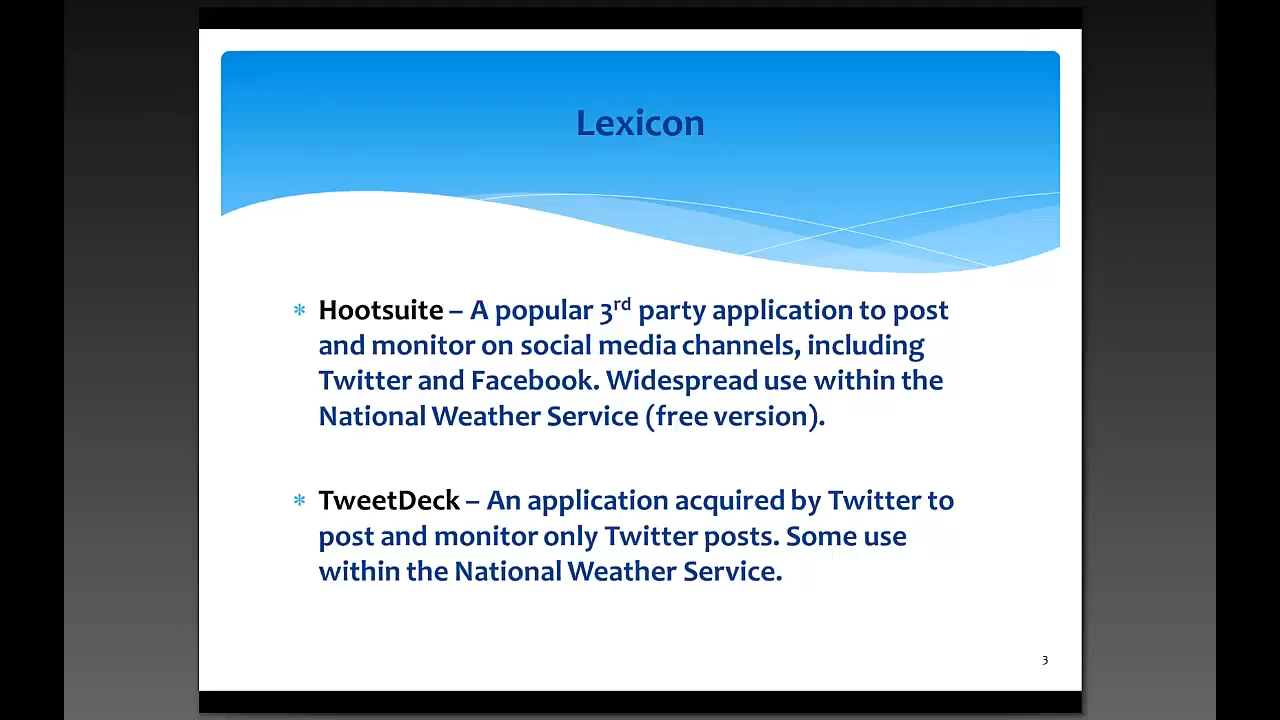 Lexicon
* Hootsuite – A popular 3rd party application to post
and monitor on social media channels, including
Twitter and Facebook. Widespread use within the
National Weather Service (free version).
* TweetDeck – An application acquired by Twitter to
post and monitor only Twitter posts. Some use
within the National Weather Service.
3